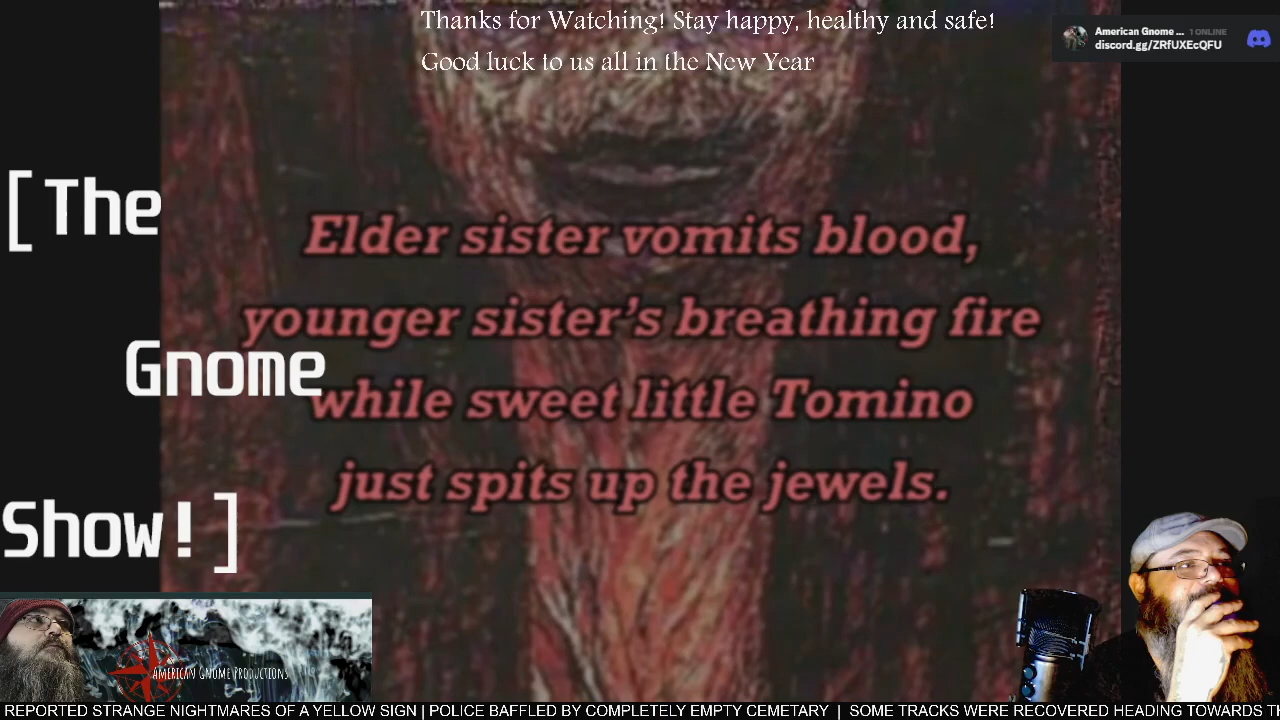 Thanks for Watching! Stay happy, healthy and safe!
Good luck to us all in the New Year
American Gnome ... 1 ONLINE
discord.gg/ZRfUXEcQFU
[The
Gnome
Show!]
Elder sister vomits blood,
younger sister's breathing fire
while sweet little Tomino
just spits up the jewels.
AMERICAN GNOME PRODUCTIONS
REPORTED STRANGE NIGHTMARES OF A YELLOW SIGN | POLICE BAFFLED BY COMPLETELY EMPTY CEMETARY | SOME TRACKS WERE RECOVERED HEADING TOWARDS